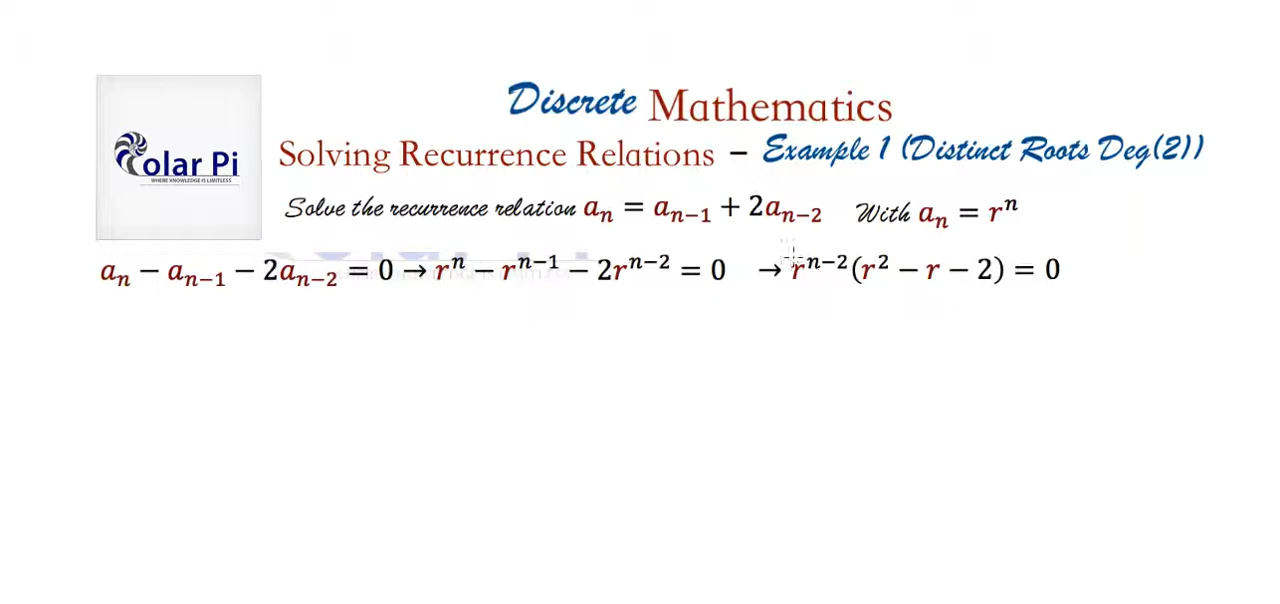 Discrete Mathematics
olar Pi
WHERE KNOWLEDGE IS LIMITLESS
Solving Recurrence Relations – Example 1 (Distinct Roots Deg(2))
Solve the recurrence relation aₙ = aₙ₋₁ + 2aₙ₋₂ With aₙ = rⁿ
aₙ − aₙ₋₁ − 2aₙ₋₂ = 0 → rⁿ − rⁿ⁻¹ − 2rⁿ⁻² = 0 → rⁿ⁻²(r² − r − 2) = 0